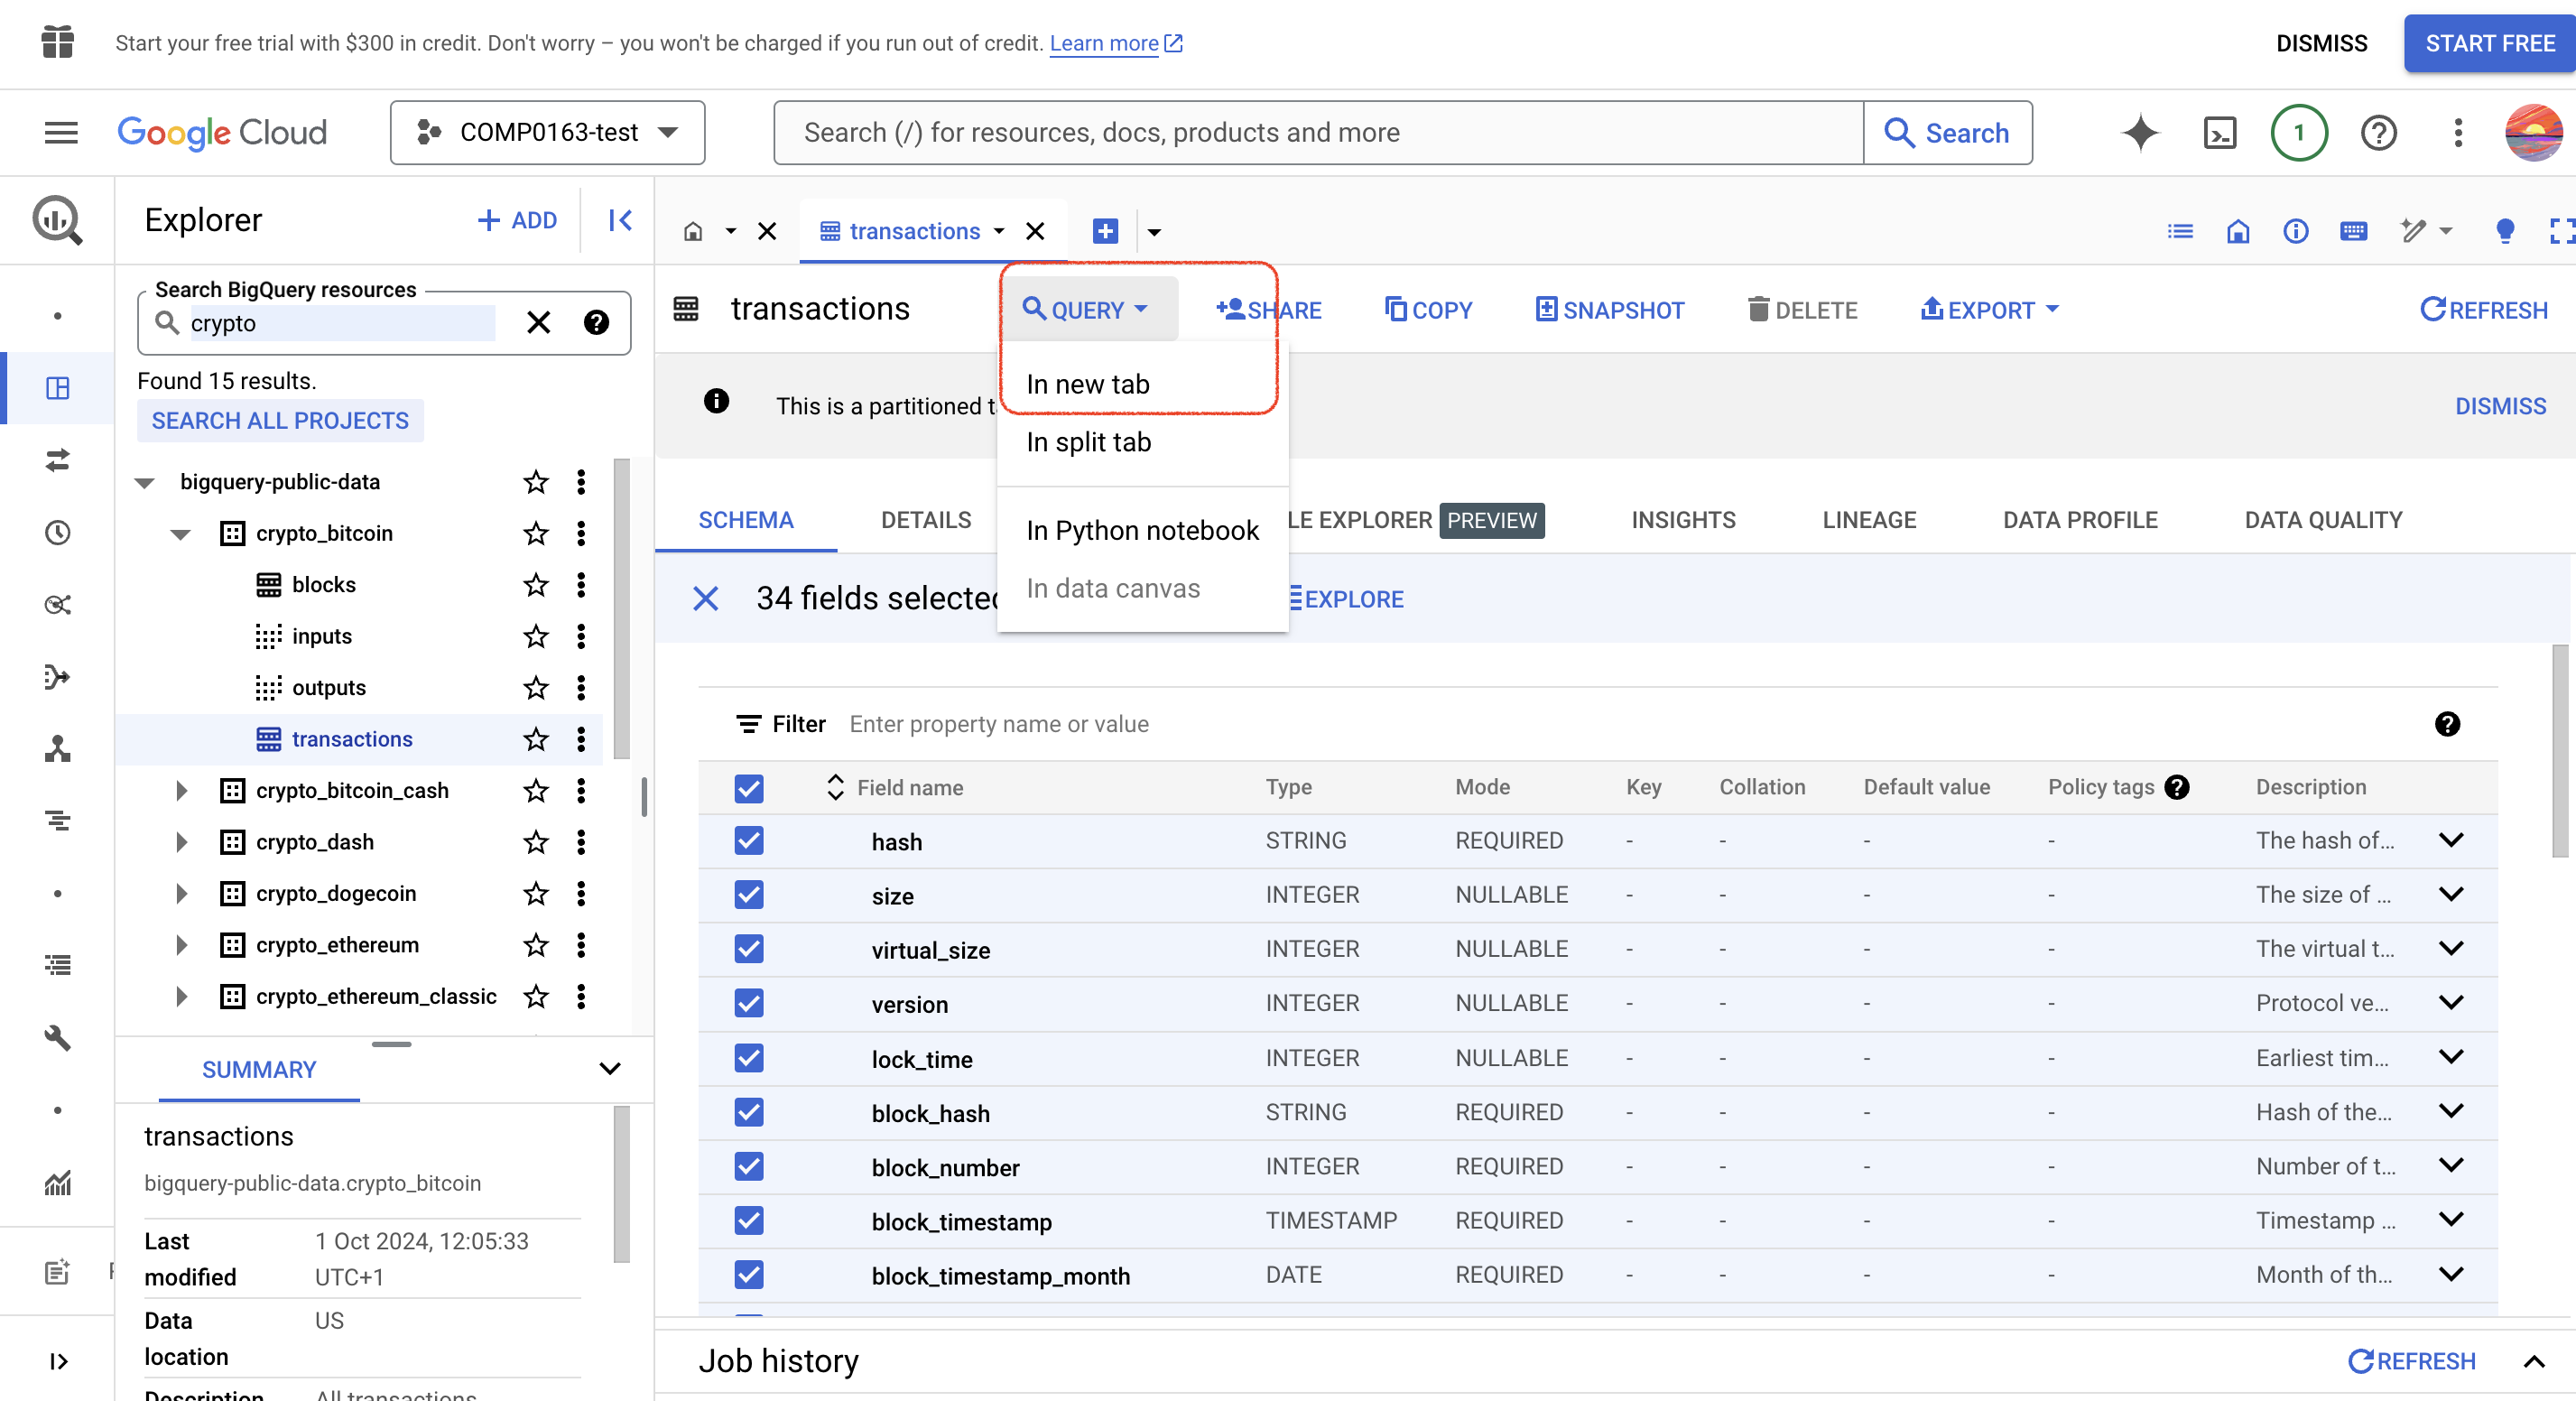 Start your free trial with $300 in credit. Don't worry – you won't be charged if you run out of credit. Learn more
DISMISS
START FREE
Google Cloud
COMP0163-test
Search (/) for resources, docs, products and more
Search
1
Explorer
+ ADD
transactions
Search BigQuery resources
crypto
Found 15 results.
SEARCH ALL PROJECTS
bigquery-public-data
crypto_bitcoin
blocks
inputs
outputs
transactions
crypto_bitcoin_cash
crypto_dash
crypto_dogecoin
crypto_ethereum
crypto_ethereum_classic
SUMMARY
transactions
bigquery-public-data.crypto_bitcoin
Last modified 1 Oct 2024, 12:05:33 UTC+1
Data location US
Description All transactions
transactions
QUERY
SHARE
COPY
SNAPSHOT
DELETE
EXPORT
REFRESH
In new tab
In split tab
In Python notebook
In data canvas
This is a partitioned
DISMISS
SCHEMA
DETAILS
LE EXPLORER PREVIEW
INSIGHTS
LINEAGE
DATA PROFILE
DATA QUALITY
34 fields selected
EXPLORE
Filter Enter property name or value
Field name Type Mode Key Collation Default value Policy tags Description
hash STRING REQUIRED - - - - The hash of...
size INTEGER NULLABLE - - - - The size of ...
virtual_size INTEGER NULLABLE - - - - The virtual t...
version INTEGER NULLABLE - - - - Protocol ve...
lock_time INTEGER NULLABLE - - - - Earliest tim...
block_hash STRING REQUIRED - - - - Hash of the...
block_number INTEGER REQUIRED - - - - Number of t...
block_timestamp TIMESTAMP REQUIRED - - - - Timestamp ...
block_timestamp_month DATE REQUIRED - - - - Month of th...
Job history
REFRESH